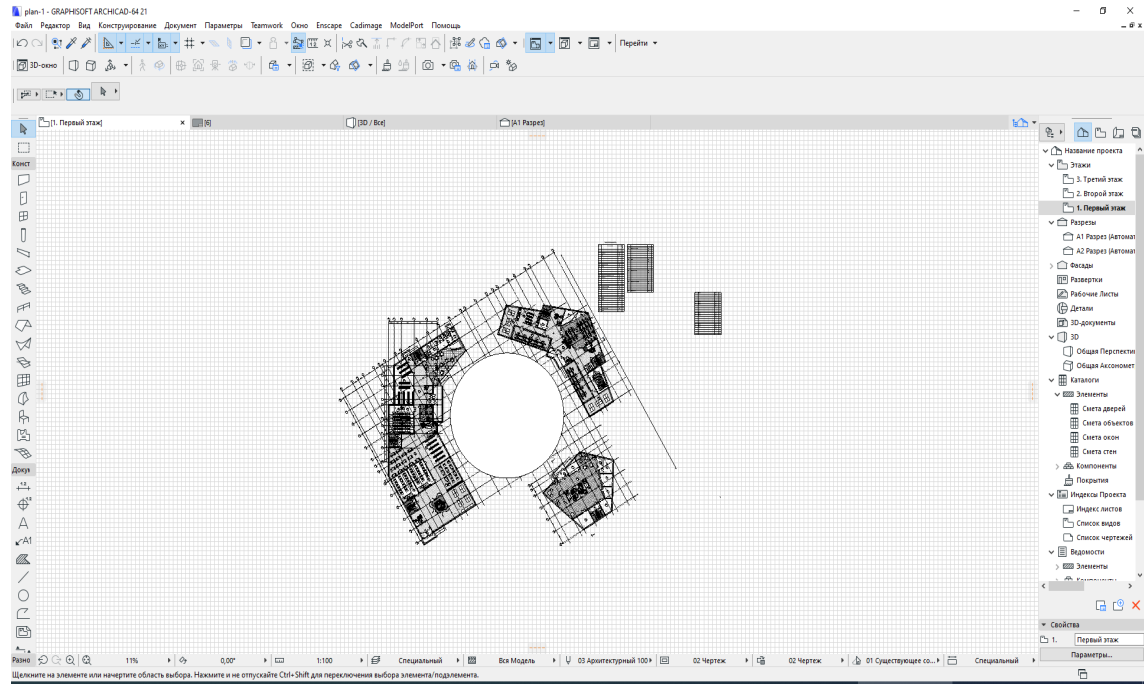 plan-1 - GRAPHISOFT ARCHICAD-64 21
Файл Редактор Вид Конструирование Документ Параметры Teamwork Окно Enscape Cadimage ModelPort Помощь
Перейти
3D-окно
[1. Первый этаж]
[6]
[3D / Все]
[A1 Разрез]
Конст
Название проекта
Этажи
3. Третий этаж
2. Второй этаж
1. Первый этаж
Разрезы
A1 Разрез (Автомат
A2 Разрез (Автомат
Фасады
Развертки
Рабочие Листы
Детали
3D-документы
3D
Общая Перспекти
Общая Аксономет
Каталоги
Элементы
Смета дверей
Смета объектов
Смета окон
Смета стен
Компоненты
Покрытия
Индексы Проекта
Индекс листов
Список видов
Список чертежей
Ведомости
Элементы
Докум
1.2
1.2
A
A1
Свойства
1. Первый этаж
Параметры...
Разно
11% 0,00° 1:100 Специальный Вся Модель 03 Архитектурный 100 02 Чертеж 02 Чертеж 01 Существующее со... Специальный
Щелкните на элементе или начертите область выбора. Нажмите и не отпускайте Ctrl+Shift для переключения выбора элемента/подэлемента.